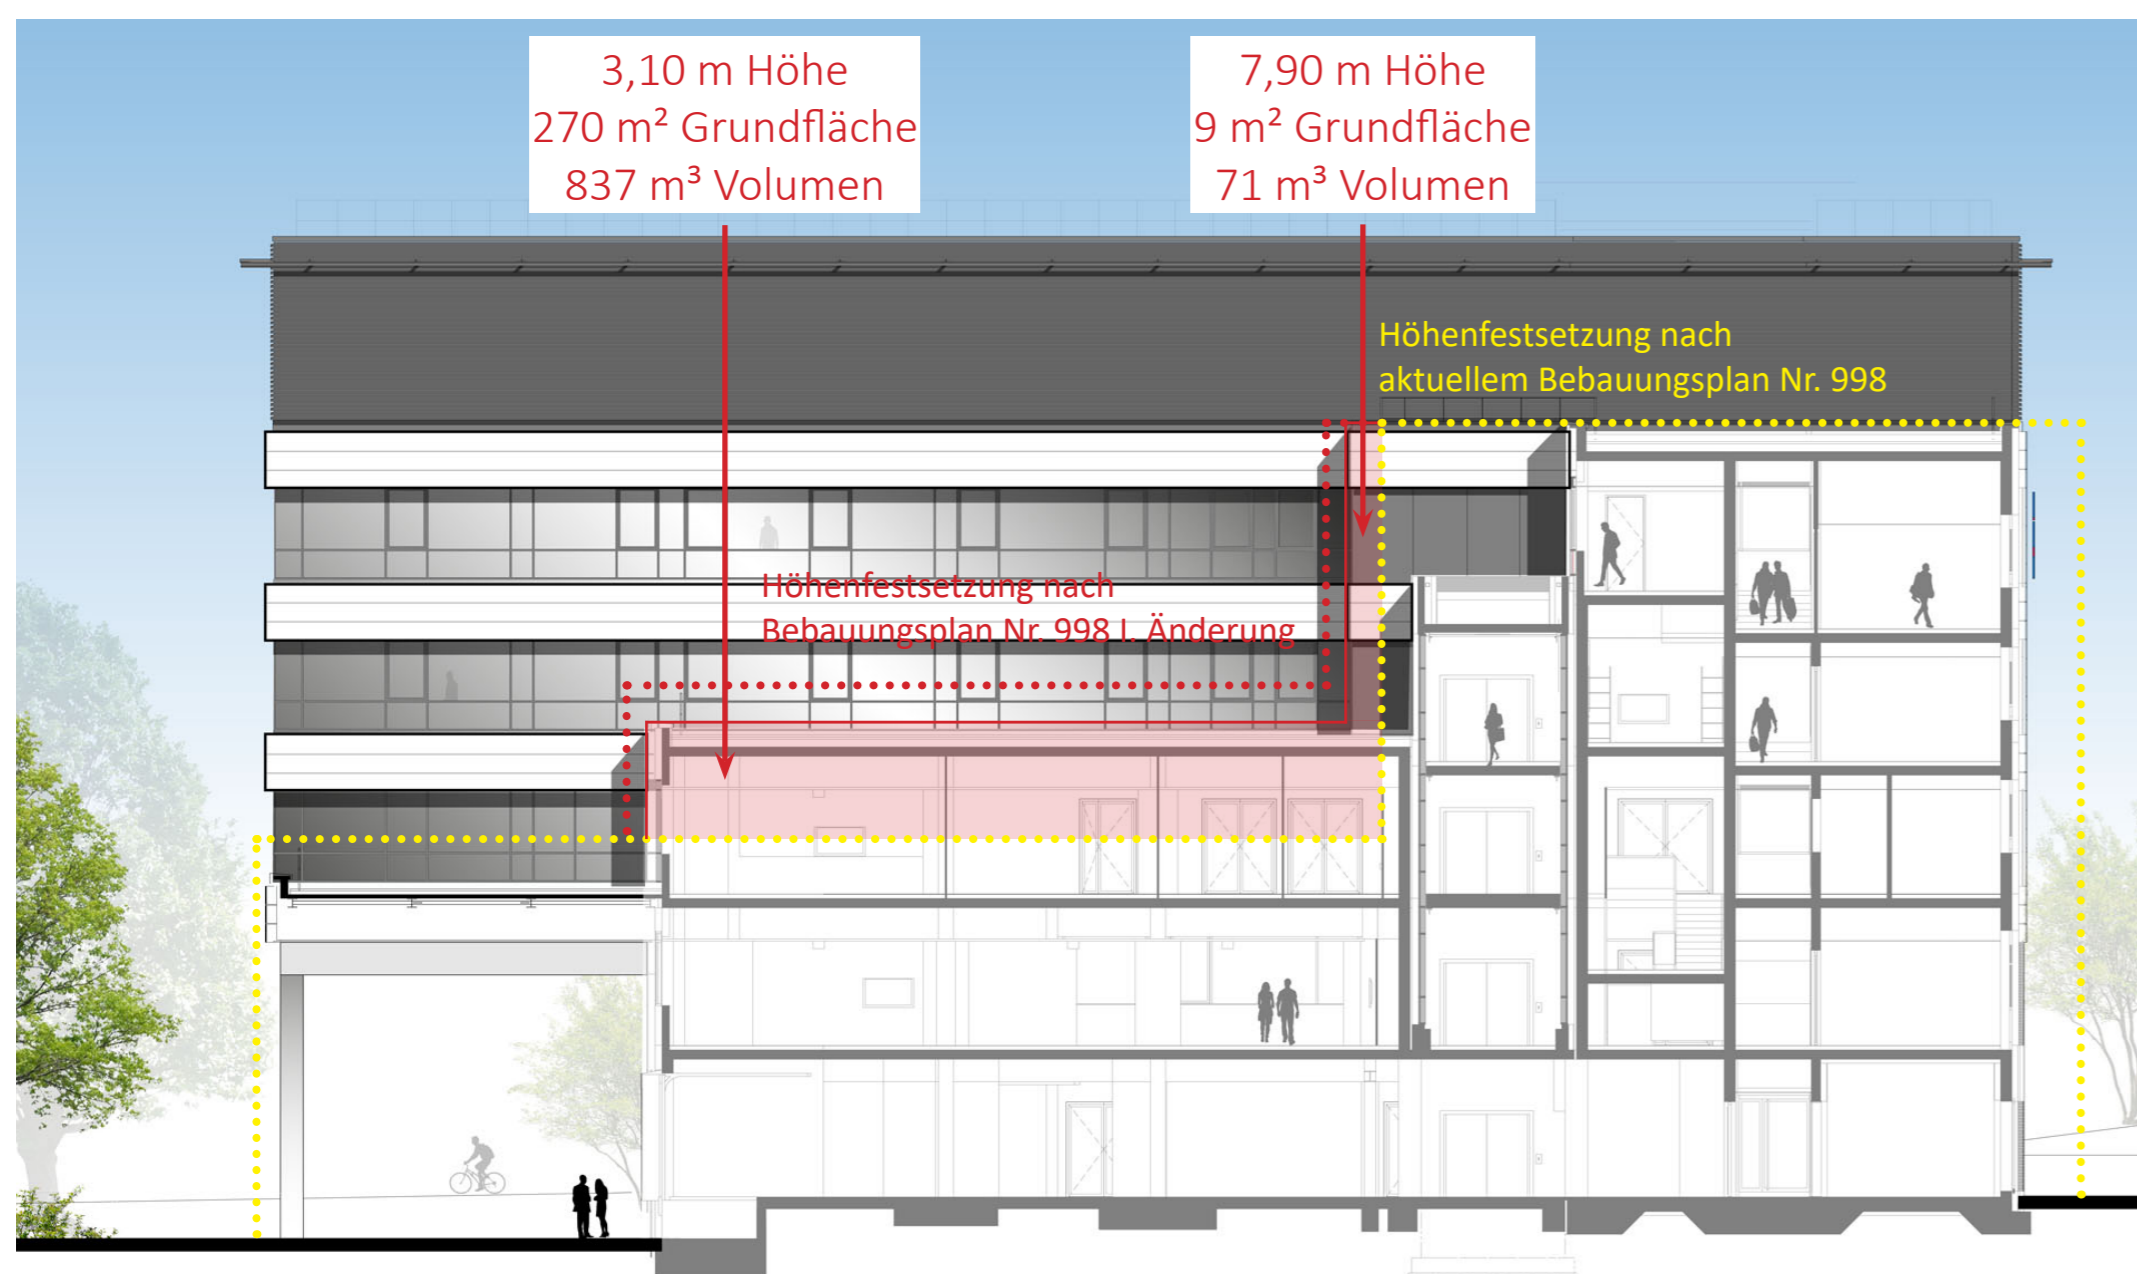 3,10 m Höhe
270 m² Grundfläche
837 m³ Volumen
7,90 m Höhe
9 m² Grundfläche
71 m³ Volumen
Höhenfestsetzung nach
aktuellem Bebauungsplan Nr. 998
Höhenfestsetzung nach
Bebauungsplan Nr. 998 I. Änderung